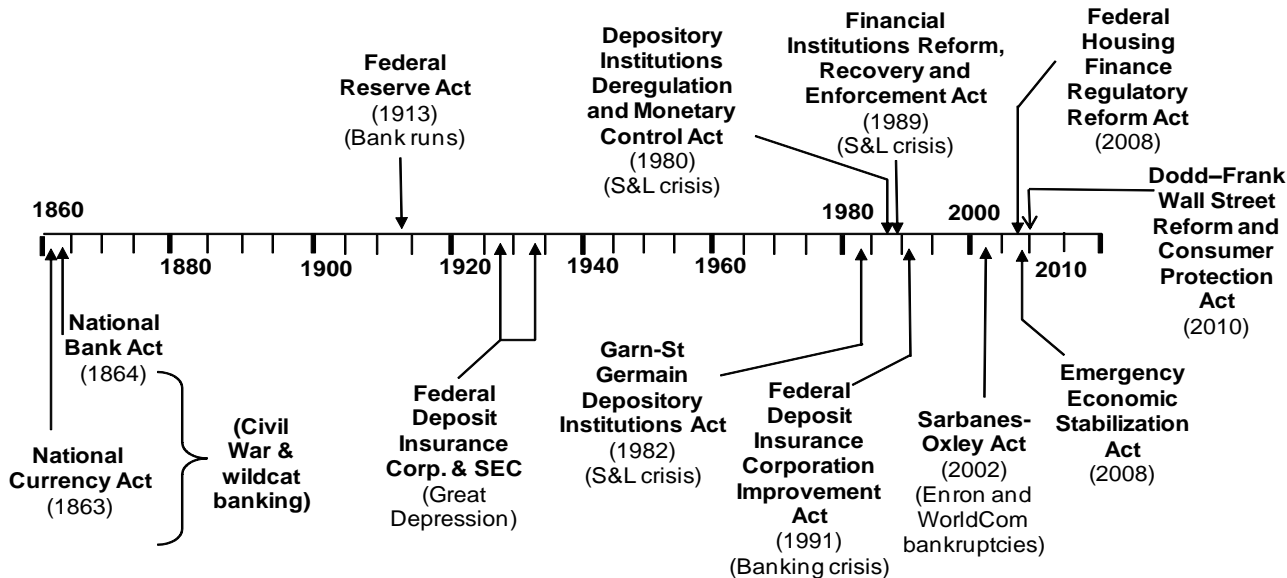 Federal
Reserve Act
(1913)
(Bank runs)
Depository
Institutions
Deregulation
and Monetary
Control Act
(1980)
(S&L crisis)
Financial
Institutions Reform,
Recovery and
Enforcement Act
(1989)
(S&L crisis)
Federal
Housing
Finance
Regulatory
Reform Act
(2008)
Dodd–Frank
Wall Street
Reform and
Consumer
Protection
Act
(2010)
1860
1880
1900
1920
1940
1960
1980
2000
2010
National
Bank Act
(1864)
National
Currency Act
(1863)
(Civil
War &
wildcat
banking)
Federal
Deposit
Insurance
Corp. & SEC
(Great
Depression)
Garn-St
Germain
Depository
Institutions Act
(1982)
(S&L crisis)
Federal
Deposit
Insurance
Corporation
Improvement
Act
(1991)
(Banking crisis)
Sarbanes-
Oxley Act
(2002)
(Enron and
WorldCom
bankruptcies)
Emergency
Economic
Stabilization
Act
(2008)